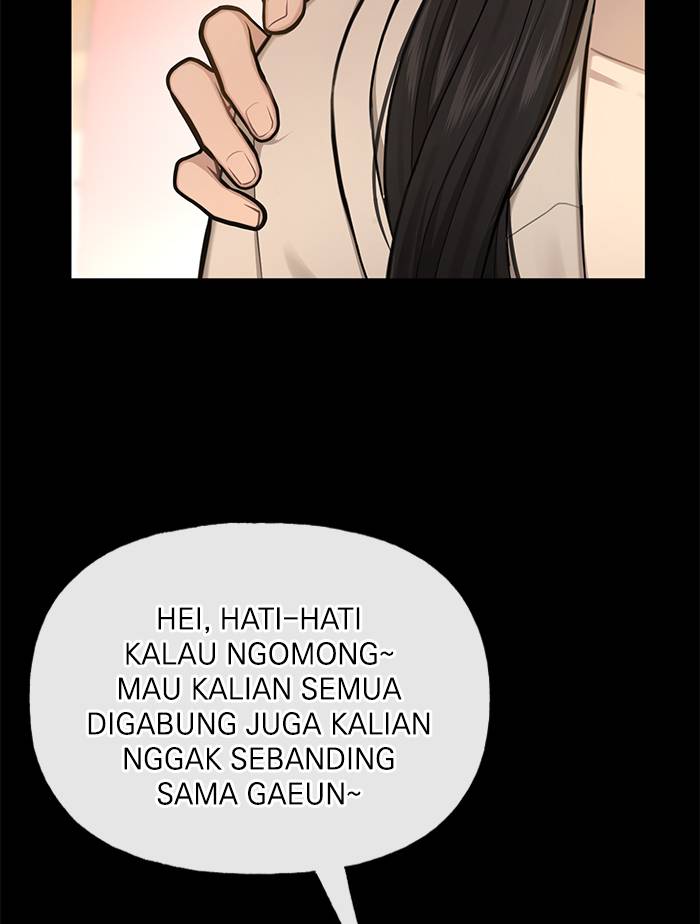 HEI, HATI-HATI
KALAU NGOMONG~
MAU KALIAN SEMUA
DIGABUNG JUGA KALIAN
NGGAK SEBANDING
SAMA GAEUN~